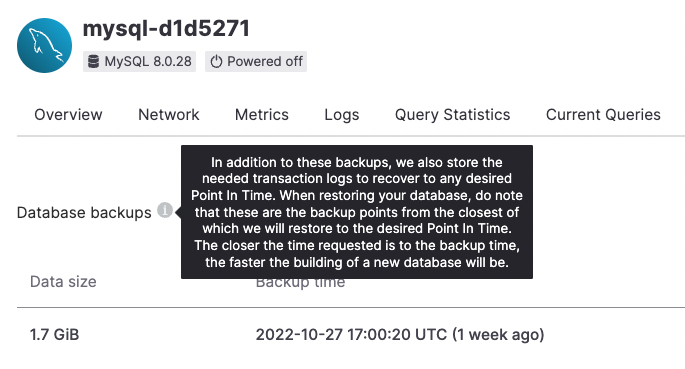 mysql-d1d5271
MySQL 8.0.28 Powered off
Overview Network Metrics Logs Query Statistics Current Queries
In addition to these backups, we also store the
needed transaction logs to recover to any desired
Point In Time. When restoring your database, do note
that these are the backup points from the closest of
which we will restore to the desired Point In Time.
The closer the time requested is to the backup time,
the faster the building of a new database will be.
Database backups
Data size Backup time
1.7 GiB 2022-10-27 17:00:20 UTC (1 week ago)